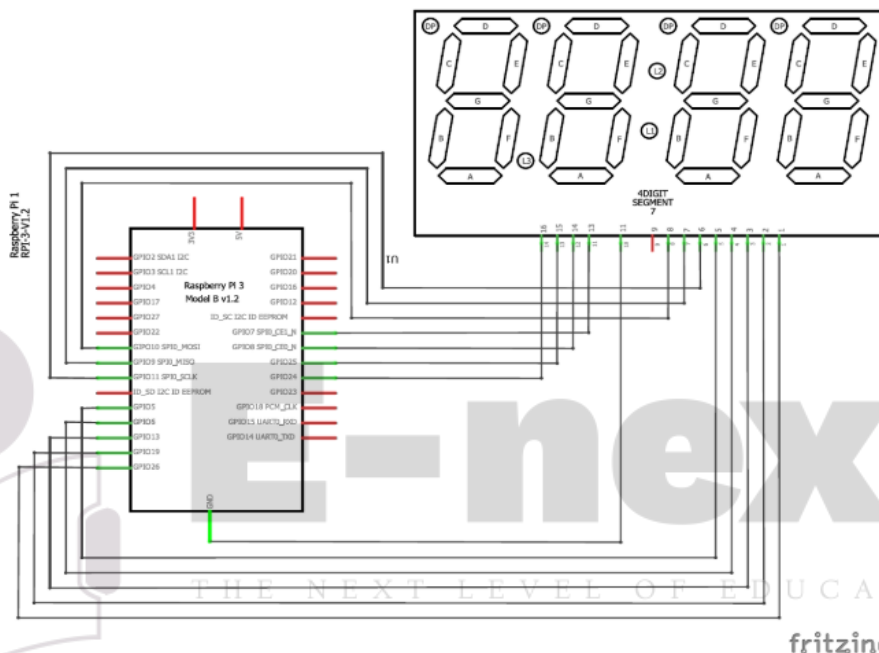 DP DP DP DP
D D D D
C E C E C E C E
L2
G G G G
L1
B F B F B F B F
L3
A A A A
4DIGIT
SEGMENT
7
16 15 14 13 11 9 8 7 6 5 4 3 2 1
Raspberry Pi 1
RPI-3-V1.2
3V3 5V
U1
Raspberry Pi 3
Model B v1.2
GPIO2 SDA1 I2C GPIO21
GPIO3 SCL1 I2C GPIO20
GPIO4 GPIO16
GPIO17 GPIO12
GPIO27 ID_SC I2C ID EEPROM
GPIO22 GPIO7 SPI0_CE1_N
GIPO10 SPI0_MOSI GPIO8 SPI0_CE0_N
GPIO9 SPI0_MISO GPIO25
GPIO11 SPI0_SCLK GPIO24
ID_SD I2C ID EEPROM GPIO23
GPIO5 GPIO18 PCM_CLK
GPIO6 GPIO15 UART0_RXD
GPIO13 GPIO14 UART0_TXD
GPIO19
GPIO26
GND
E-nex
THE NEXT LEVEL OF EDUCA
fritzing